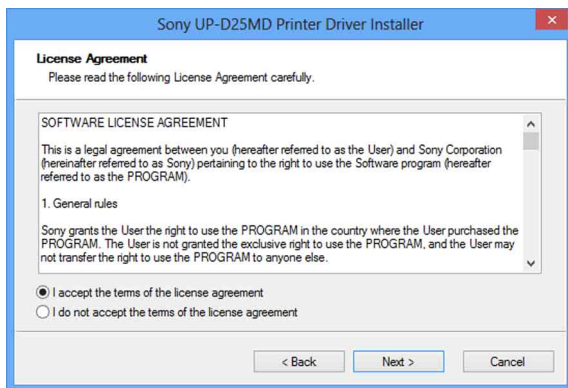 Sony UP-D25MD Printer Driver Installer
License Agreement
Please read the following License Agreement carefully.
SOFTWARE LICENSE AGREEMENT
This is a legal agreement between you (hereafter referred to as the User) and Sony Corporation
(hereinafter referred to as Sony) pertaining to the right to use the Software program (hereafter
referred to as the PROGRAM).
1. General rules
Sony grants the User the right to use the PROGRAM in the country where the User purchased the
PROGRAM. The User is not granted the exclusive right to use the PROGRAM, and the User may
not transfer the right to use the PROGRAM to anyone else.
I accept the terms of the license agreement
I do not accept the terms of the license agreement
< Back
Next >
Cancel